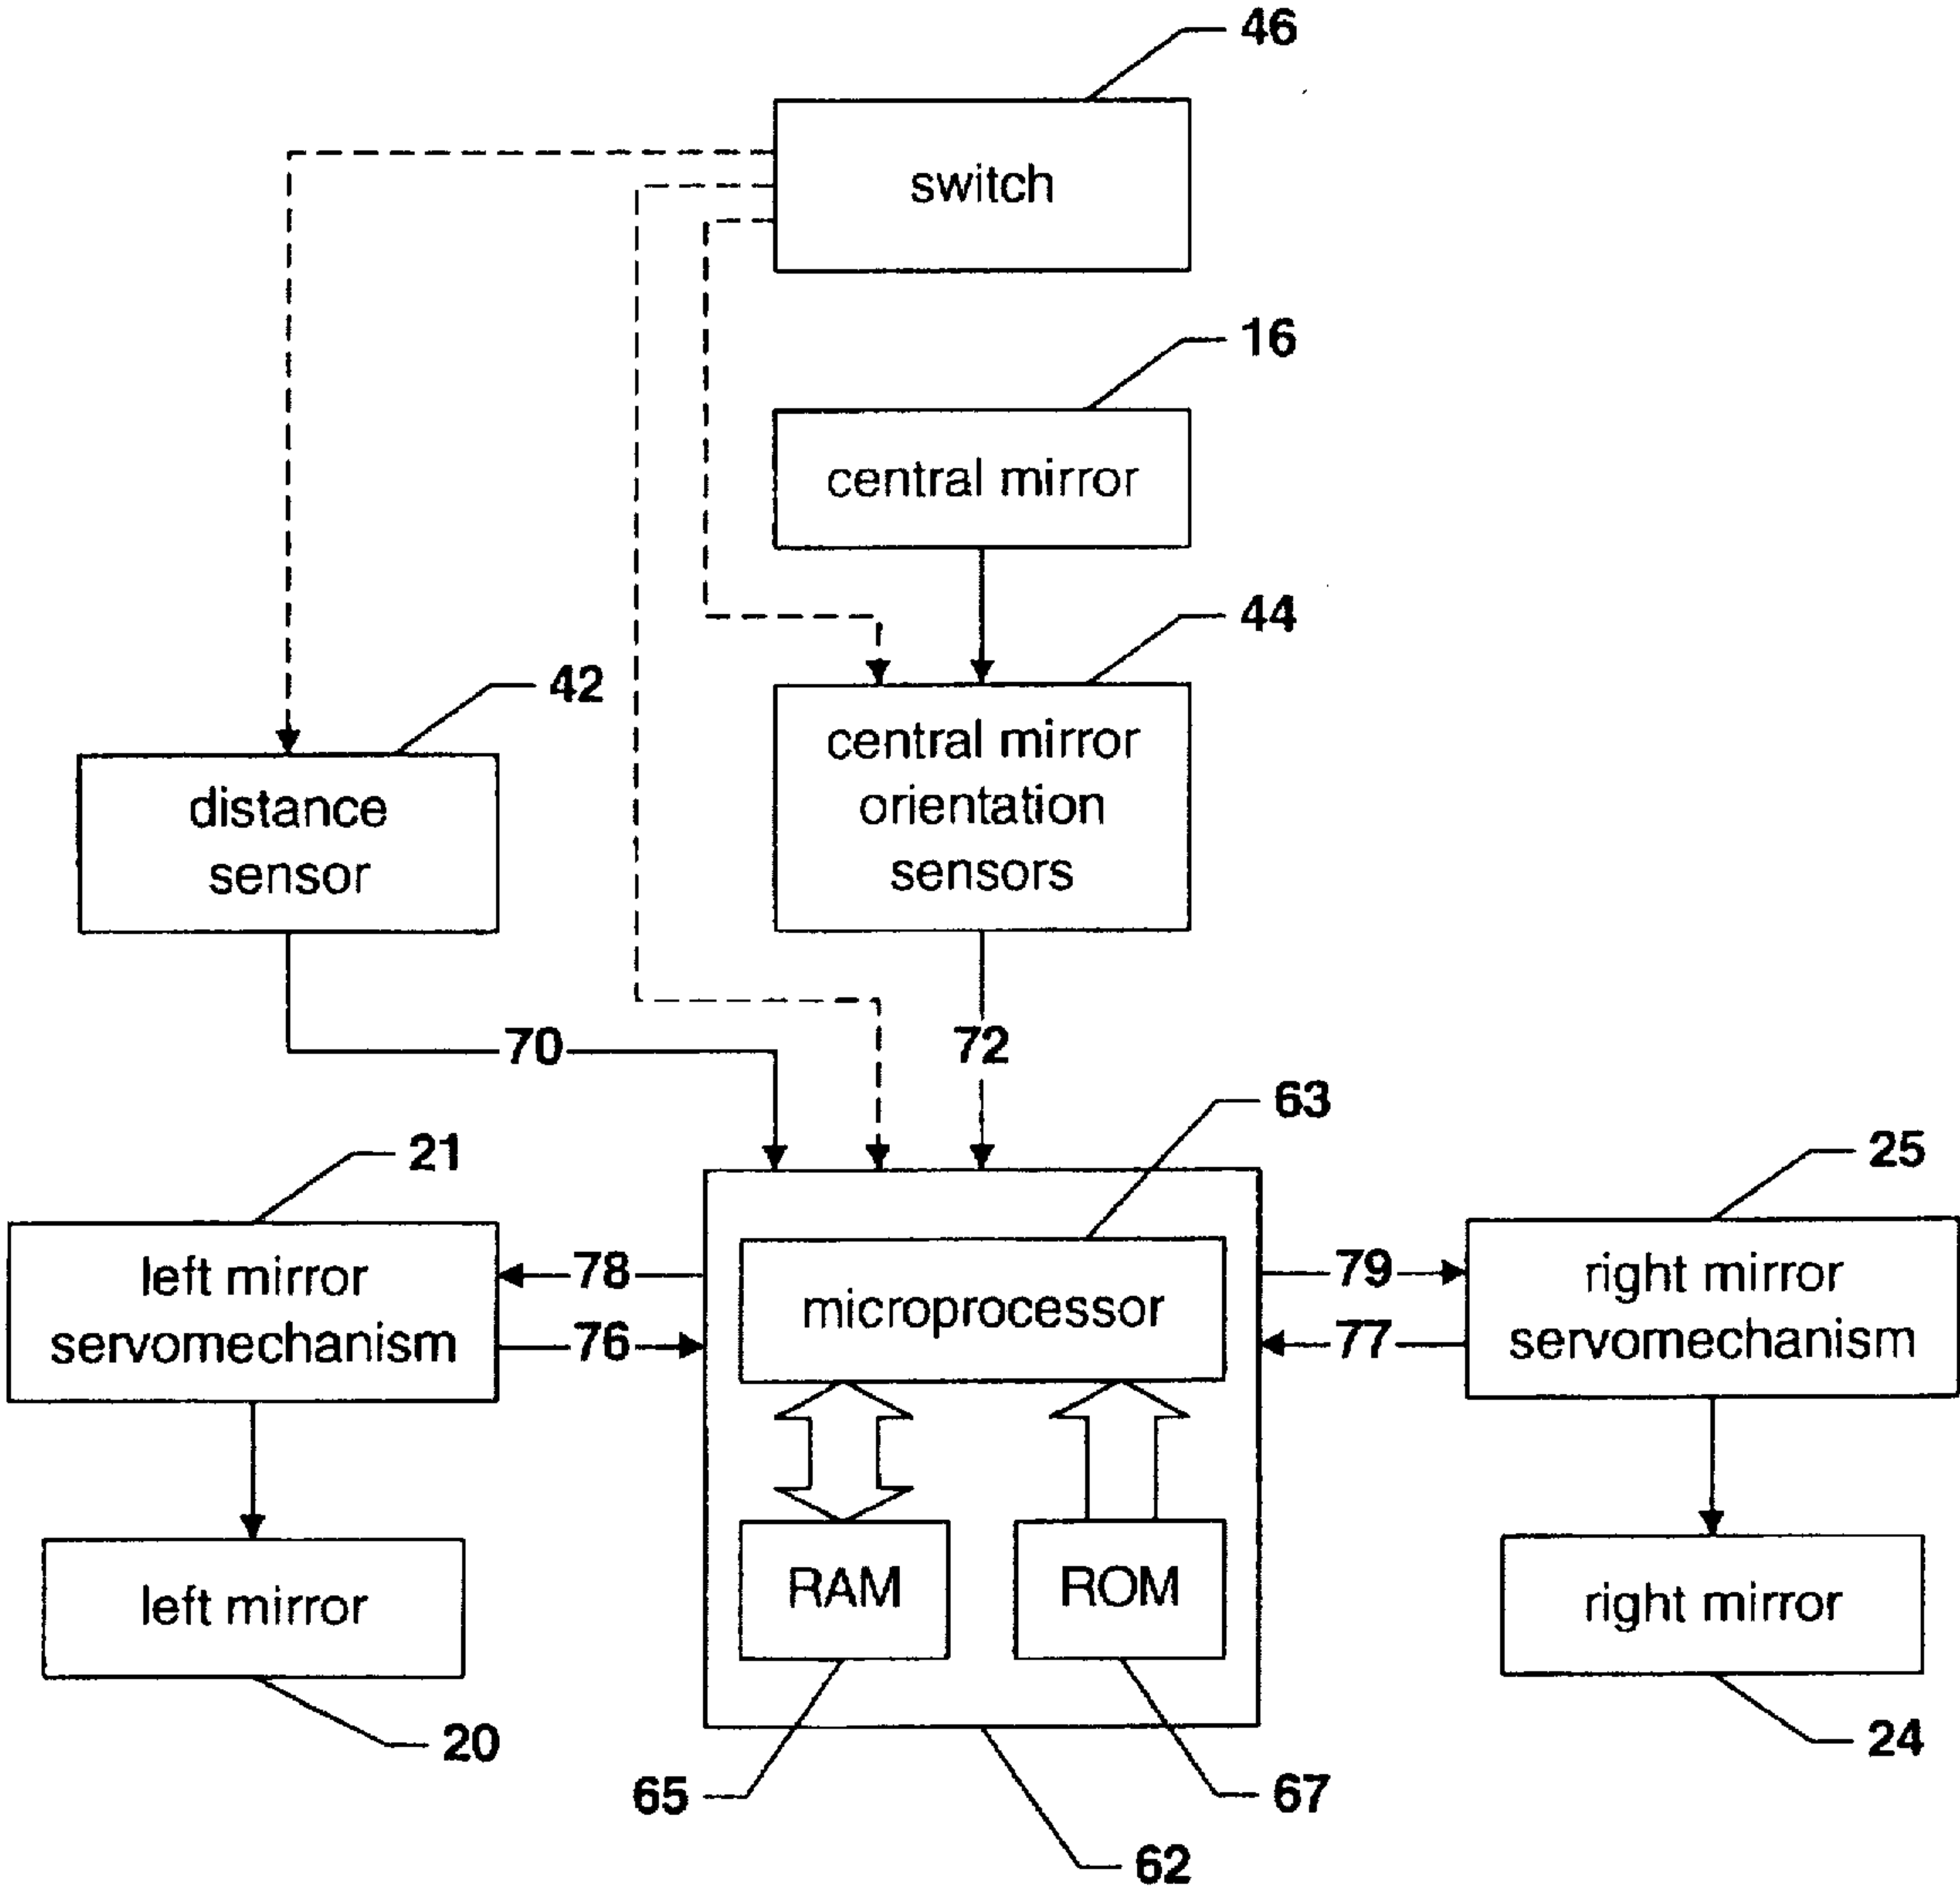 46
switch
16
central mirror
44
42
central mirror
orientation
sensors
distance
sensor
70
72
63
21
25
left mirror
servomechanism
78
76
microprocessor
79
77
right mirror
servomechanism
RAM
ROM
left mirror
right mirror
20
24
65
67
62